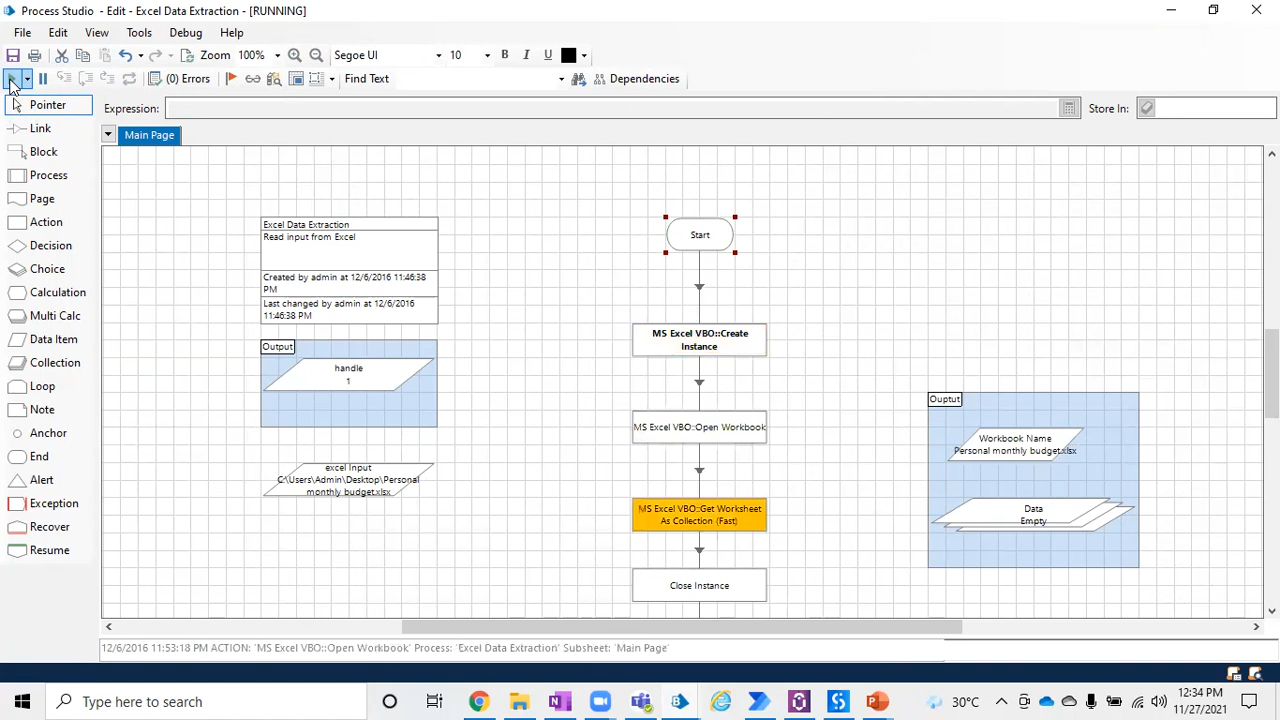 Process Studio - Edit - Excel Data Extraction - [RUNNING]
File Edit View Tools Debug Help
Zoom 100% Segoe UI 10 B I U
(0) Errors Find Text Dependencies
Pointer
Expression:
Store In:
Link
Block
Process
Page
Action
Decision
Choice
Calculation
Multi Calc
Data Item
Collection
Loop
Note
Anchor
End
Alert
Exception
Recover
Resume
Main Page
Excel Data Extraction
Read input from Excel
Created by admin at 12/6/2016 11:46:38
PM
Last changed by admin at 12/6/2016
11:46:38 PM
Output
handle
1
excel Input
C:\Users\Admin\Desktop\Personal
monthly budget.xlsx
Start
MS Excel VBO::Create
Instance
MS Excel VBO::Open Workbook
MS Excel VBO::Get Worksheet
As Collection (Fast)
Close Instance
Ouptut
Workbook Name
Personal monthly budget.xlsx
Data
Empty
12/6/2016 11:53:18 PM ACTION: 'MS Excel VBO::Open Workbook' Process: 'Excel Data Extraction' Subsheet: 'Main Page'
Type here to search
30°C
12:34 PM
11/27/2021